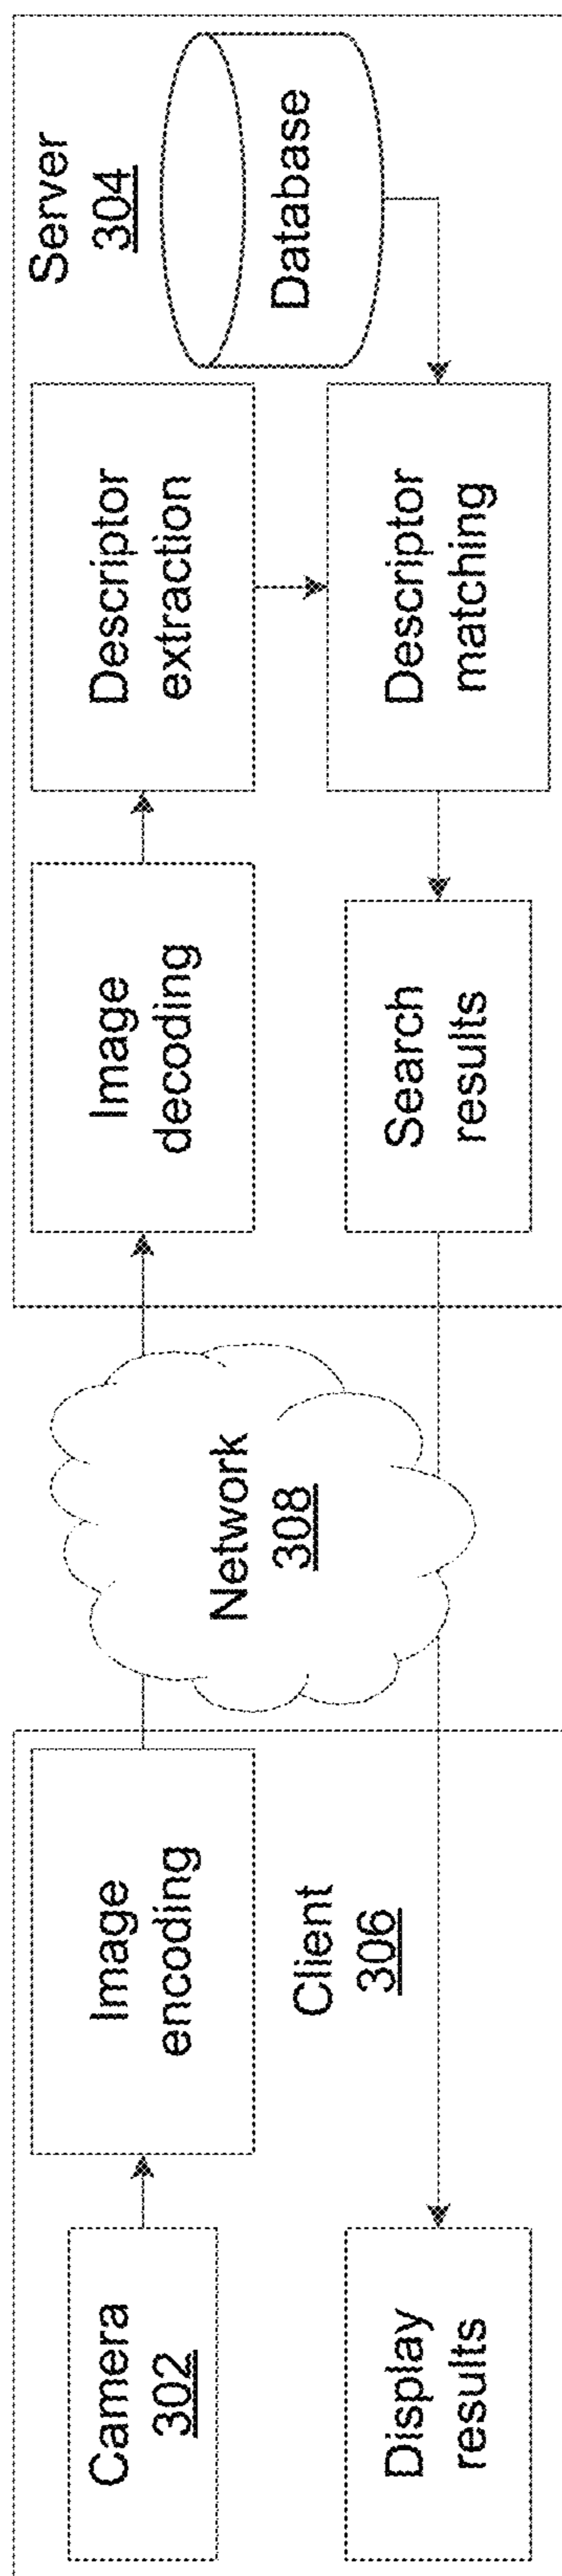 Camera
302
Image
encoding
Client
306
Display
results
Network
308
Server
304
Image
decoding
Descriptor
extraction
Database
Descriptor
matching
Search
results